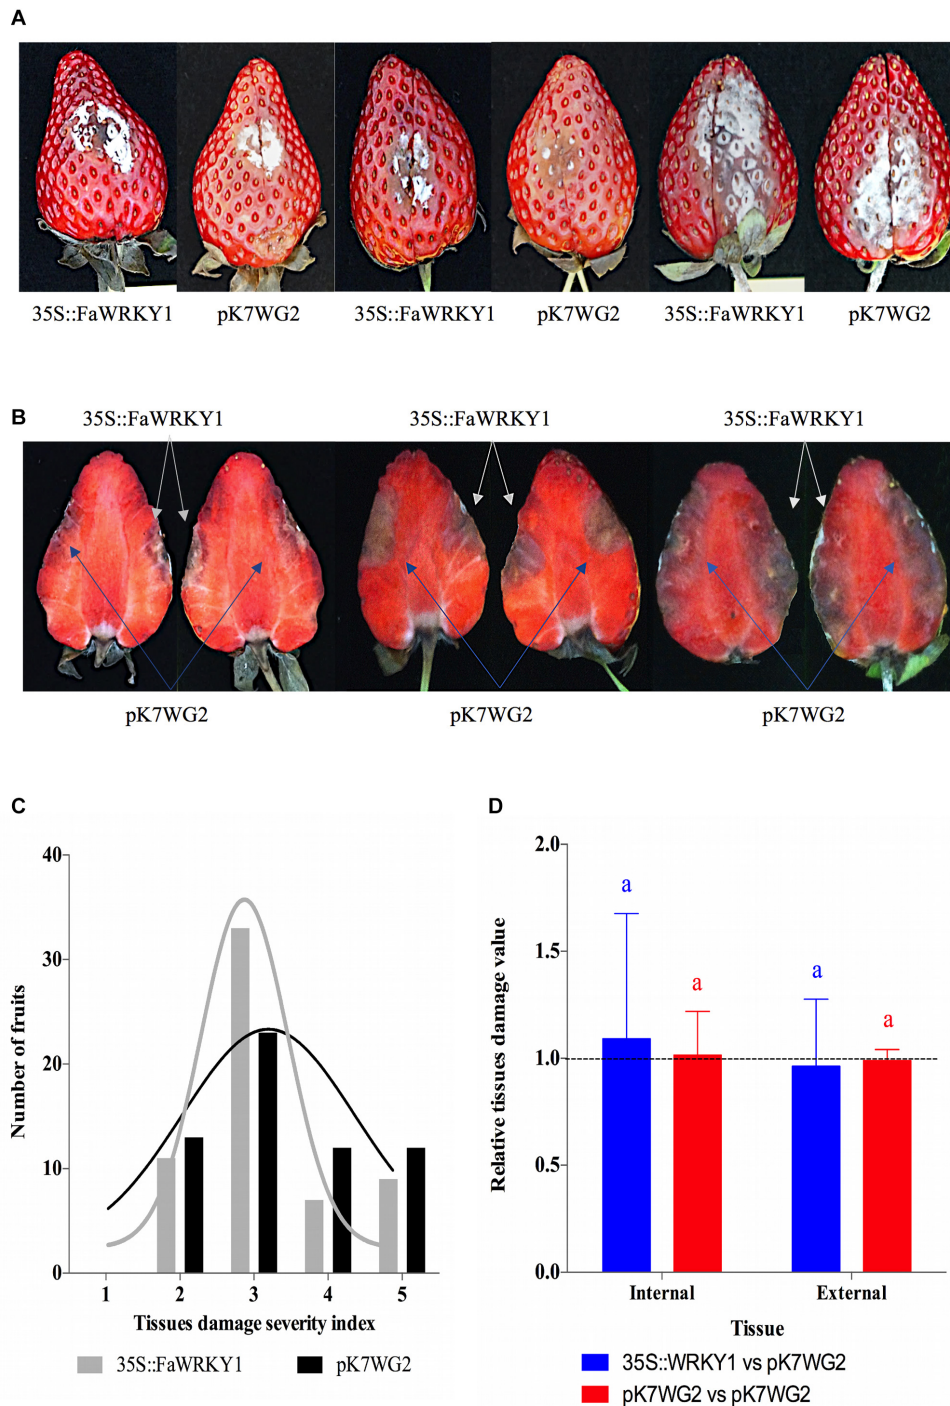 A
35S::FaWRKY1 pK7WG2 35S::FaWRKY1 pK7WG2 35S::FaWRKY1 pK7WG2
B
35S::FaWRKY1 35S::FaWRKY1 35S::FaWRKY1
pK7WG2 pK7WG2 pK7WG2
C
40
30
20
10
0
Number of fruits
1 2 3 4 5
Tissues damage severity index
35S::FaWRKY1 pK7WG2
D
2.0
1.5
1.0
0.5
0.0
Relative tissues damage value
a a a a
Internal External
Tissue
35S::WRKY1 vs pK7WG2
pK7WG2 vs pK7WG2